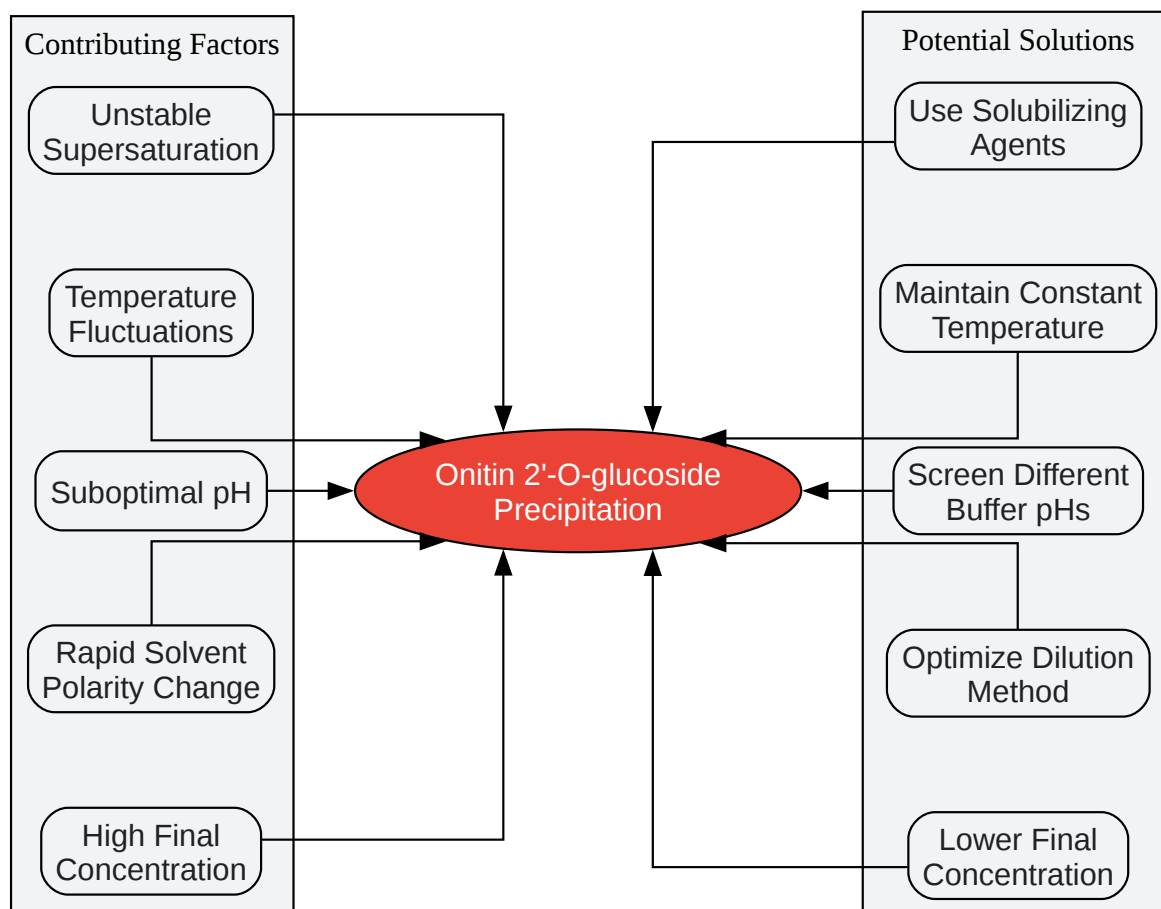 Contributing Factors
Unstable
Supersaturation
Temperature
Fluctuations
Suboptimal pH
Rapid Solvent
Polarity Change
High Final
Concentration
Onitin 2'-O-glucoside
Precipitation
Potential Solutions
Use Solubilizing
Agents
Maintain Constant
Temperature
Screen Different
Buffer pHs
Optimize Dilution
Method
Lower Final
Concentration